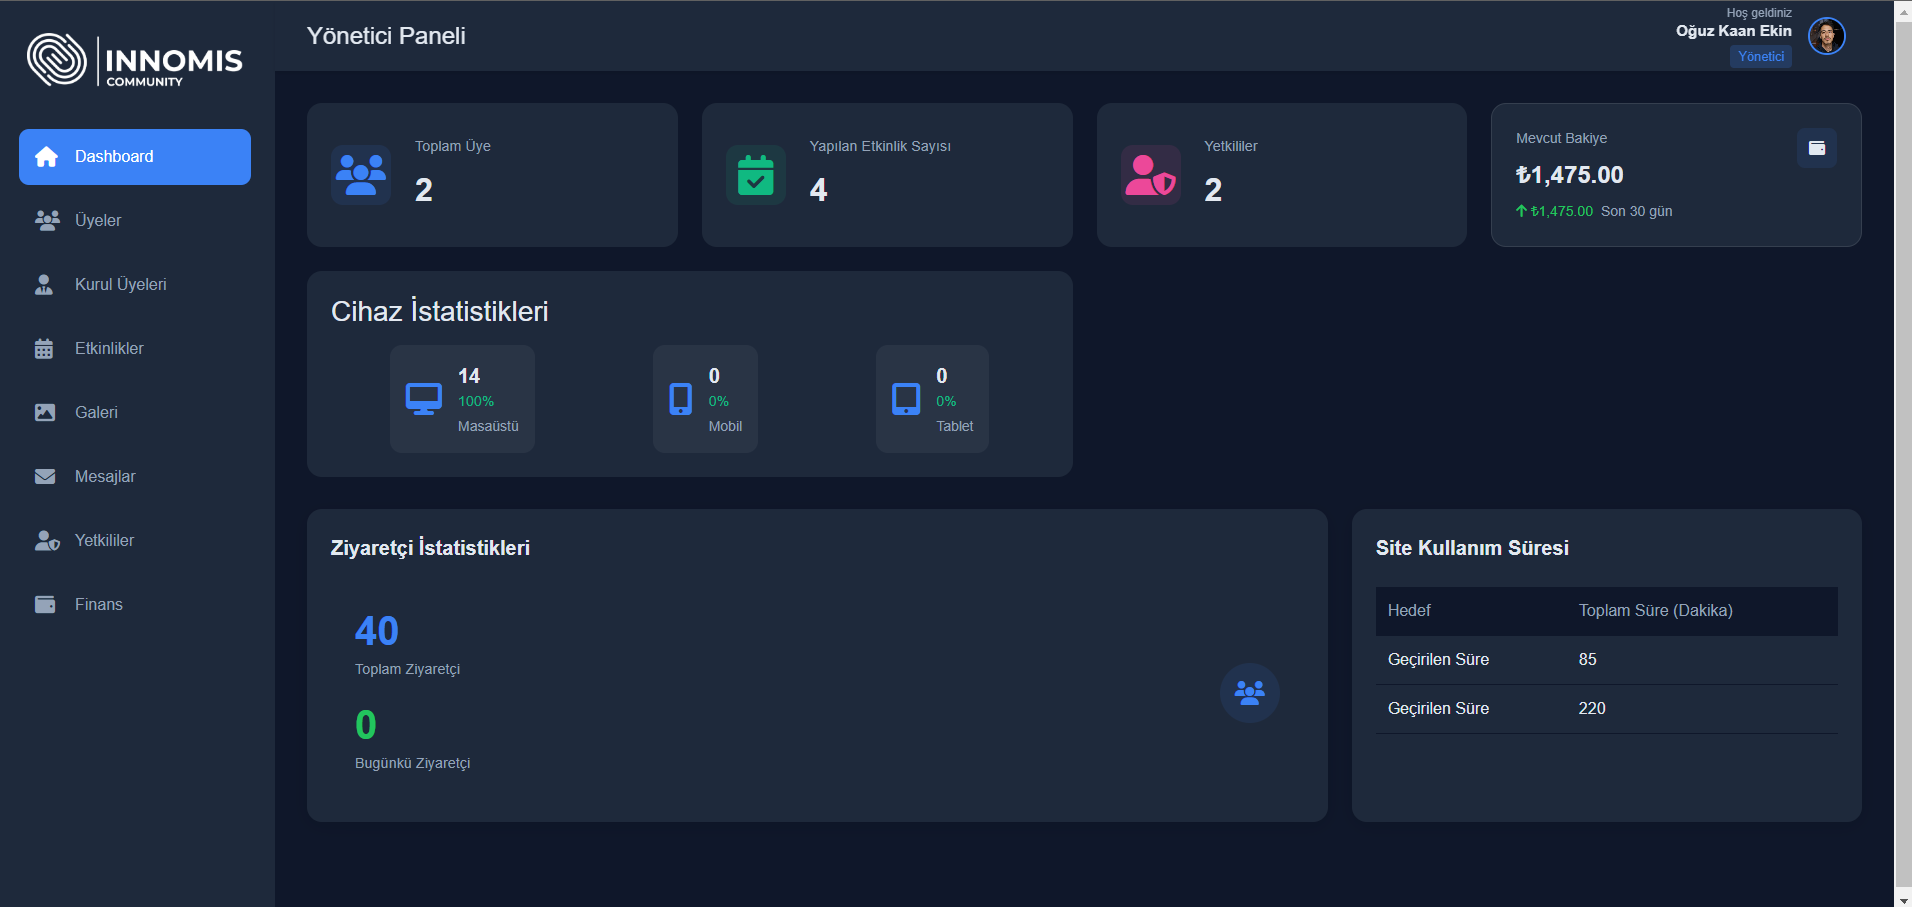 INNOMIS
COMMUNITY
Dashboard
Üyeler
Kurul Üyeleri
Etkinlikler
Galeri
Mesajlar
Yetkililer
Finans
Yönetici Paneli
Hoş geldiniz
Oğuz Kaan Ekin
Yönetici
Toplam Üye
2
Yapılan Etkinlik Sayısı
4
Yetkililer
2
Mevcut Bakiye
₺1,475.00
₺1,475.00 Son 30 gün
Cihaz İstatistikleri
14
100%
Masaüstü
0
0%
Mobil
0
0%
Tablet
Ziyaretçi İstatistikleri
40
Toplam Ziyaretçi
0
Bugünkü Ziyaretçi
Site Kullanım Süresi
Hedef Toplam Süre (Dakika)
Geçirilen Süre 85
Geçirilen Süre 220